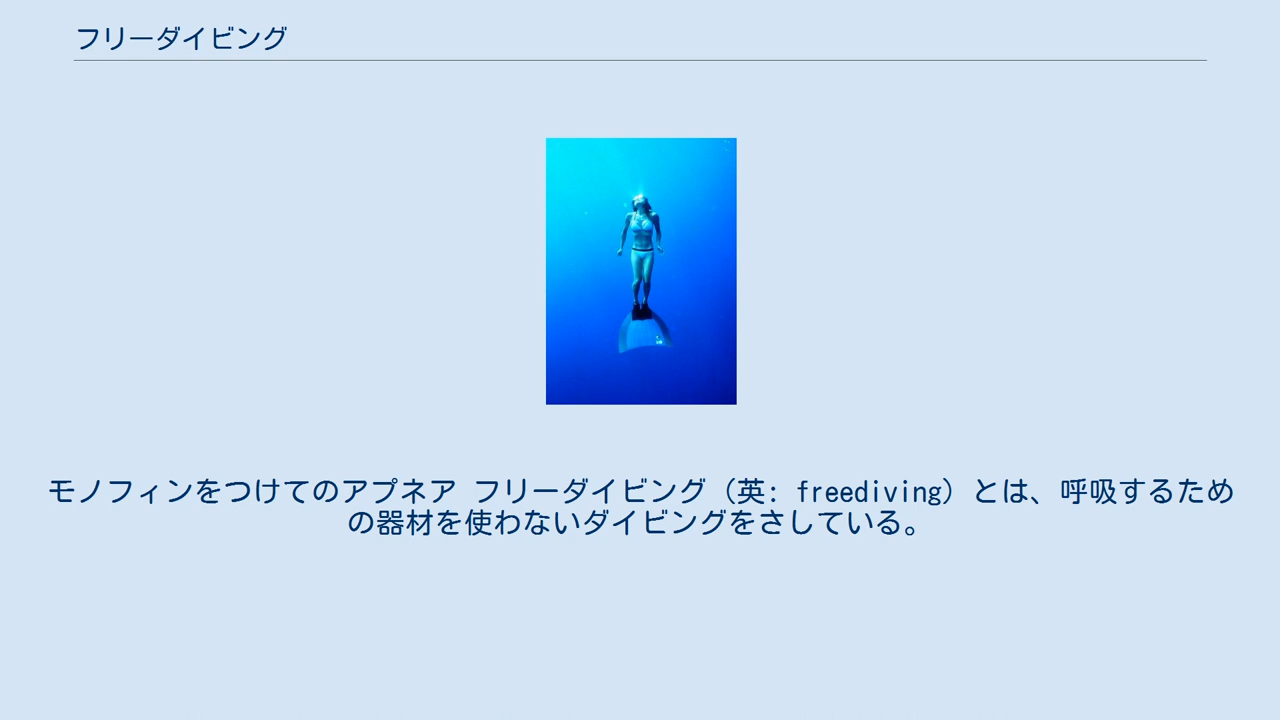 フリーダイビング
モノフィンをつけてのアプネア フリーダイビング（英: freediving）とは、呼吸するため
の器材を使わないダイビングをさしている。